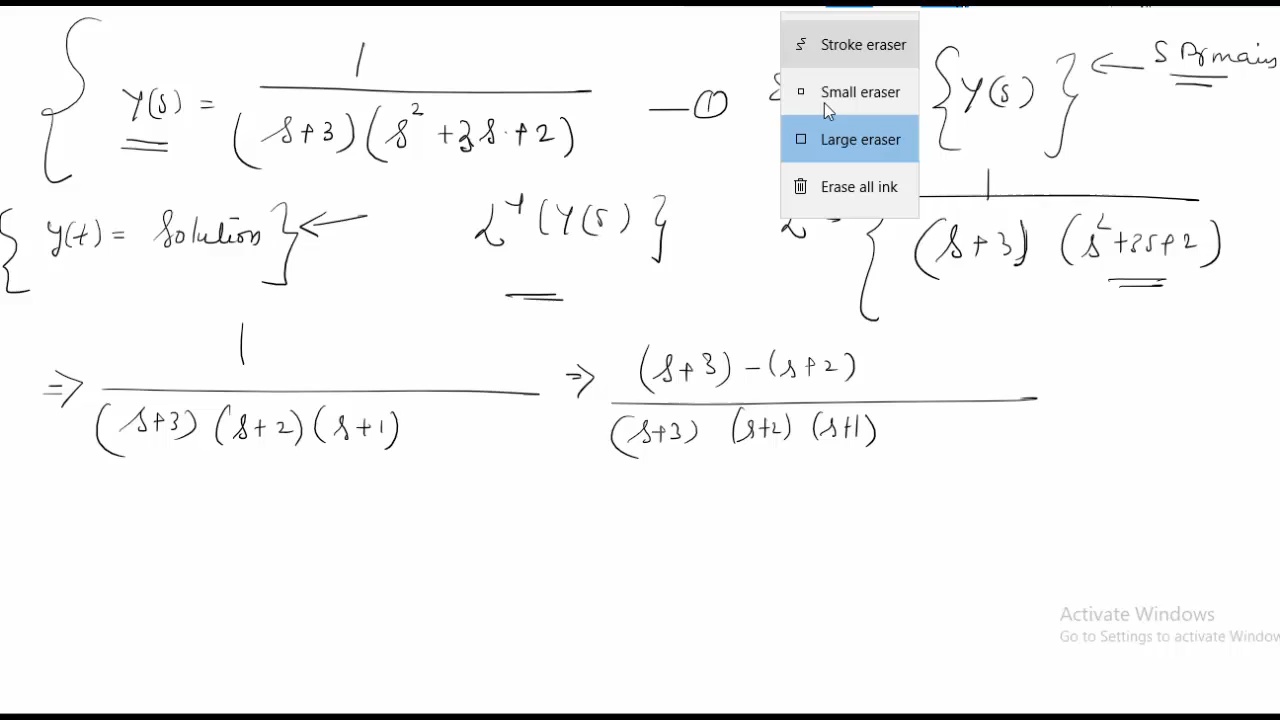 Y(s) = 1 / (s+3)(s²+3s+2) —①
{Y(s)} ← S Domains
Stroke eraser
Small eraser
Large eraser
Erase all ink
{y(t) = Solution} ←
L⁻¹(Y(s)}
{ 1 / (s+3) (s²+3s+2)
⇒ 1 / (s+3)(s+2)(s+1)
⇒ (s+3)-(s+2) / (s+3) (s+2) (s+1)
Activate Windows
Go to Settings to activate Window